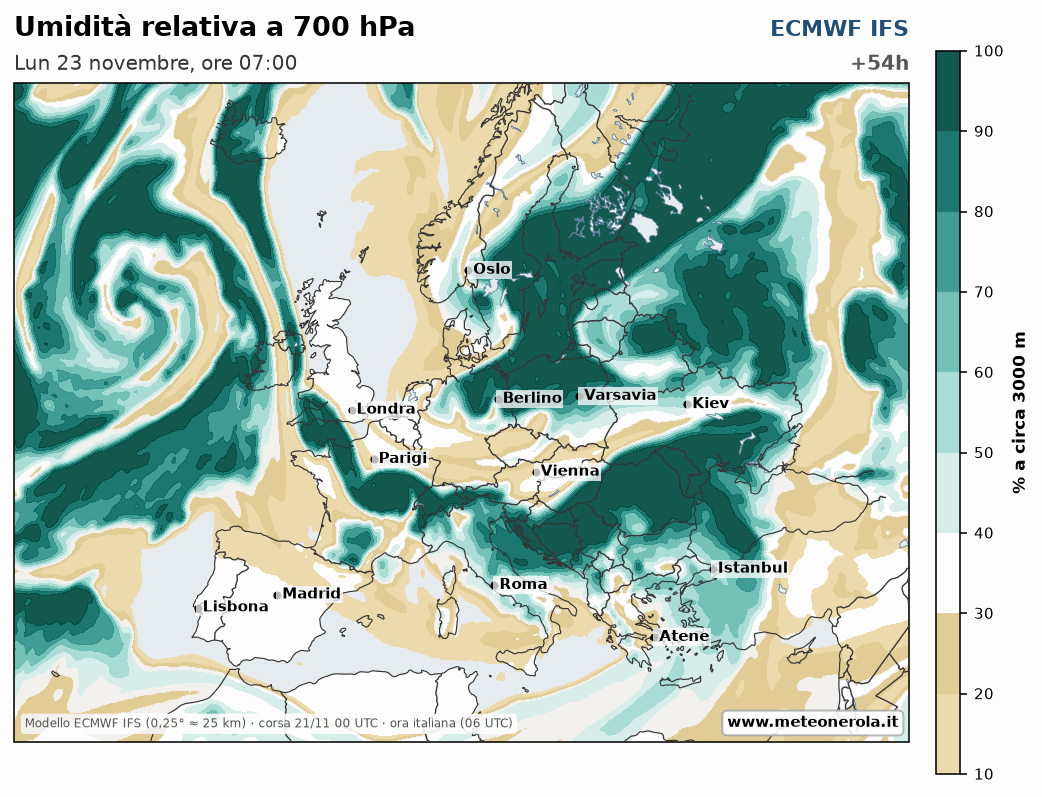 Umidità relativa a 700 hPa
ECMWF IFS
Lun 23 novembre, ore 07:00
+54h
100
90
80
70
60
50
40
30
20
10
% a circa 3000 m
Oslo
Berlino
Varsavia
Kiev
Londra
Parigi
Vienna
Istanbul
Roma
Madrid
Lisbona
Atene
Modello ECMWF IFS (0,25° ≈ 25 km) · corsa 21/11 00 UTC · ora italiana (06 UTC)
www.meteonerola.it